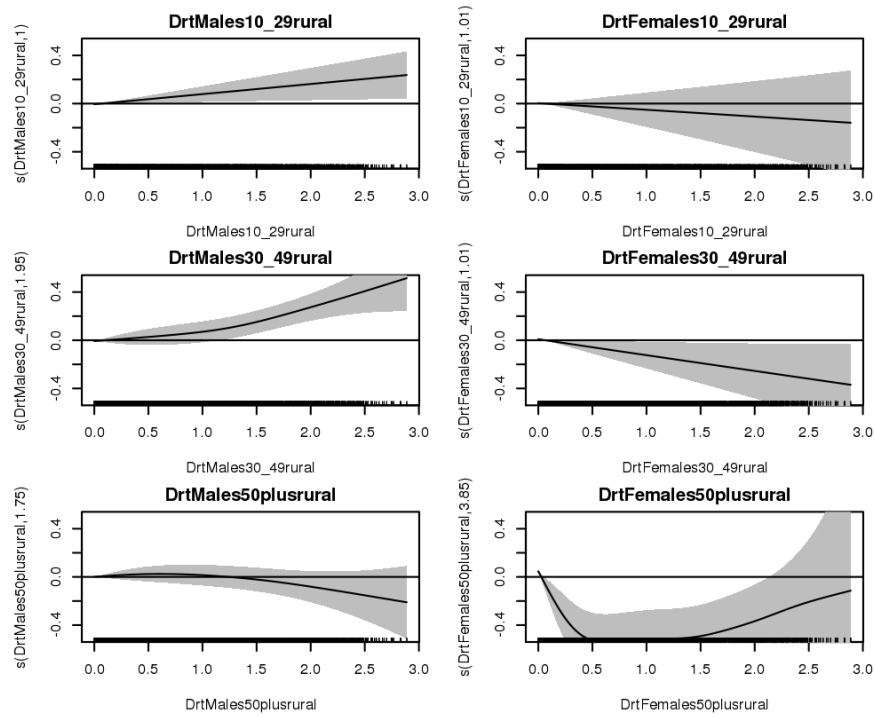 DrtMales10_29rural
s(DrtMales10_29rural,1)
0.4
0.0
-0.4
0.0 0.5 1.0 1.5 2.0 2.5 3.0
DrtMales10_29rural
DrtFemales10_29rural
s(DrtFemales10_29rural,1.01)
0.4
0.0
-0.4
0.0 0.5 1.0 1.5 2.0 2.5 3.0
DrtFemales10_29rural
DrtMales30_49rural
s(DrtMales30_49rural,1.95)
0.4
0.0
-0.4
0.0 0.5 1.0 1.5 2.0 2.5 3.0
DrtMales30_49rural
DrtFemales30_49rural
s(DrtFemales30_49rural,1.01)
0.4
0.0
-0.4
0.0 0.5 1.0 1.5 2.0 2.5 3.0
DrtFemales30_49rural
DrtMales50plusrural
s(DrtMales50plusrural,1.75)
0.4
0.0
-0.4
0.0 0.5 1.0 1.5 2.0 2.5 3.0
DrtMales50plusrural
DrtFemales50plusrural
s(DrtFemales50plusrural,3.85)
0.4
0.0
-0.4
0.0 0.5 1.0 1.5 2.0 2.5 3.0
DrtFemales50plusrural